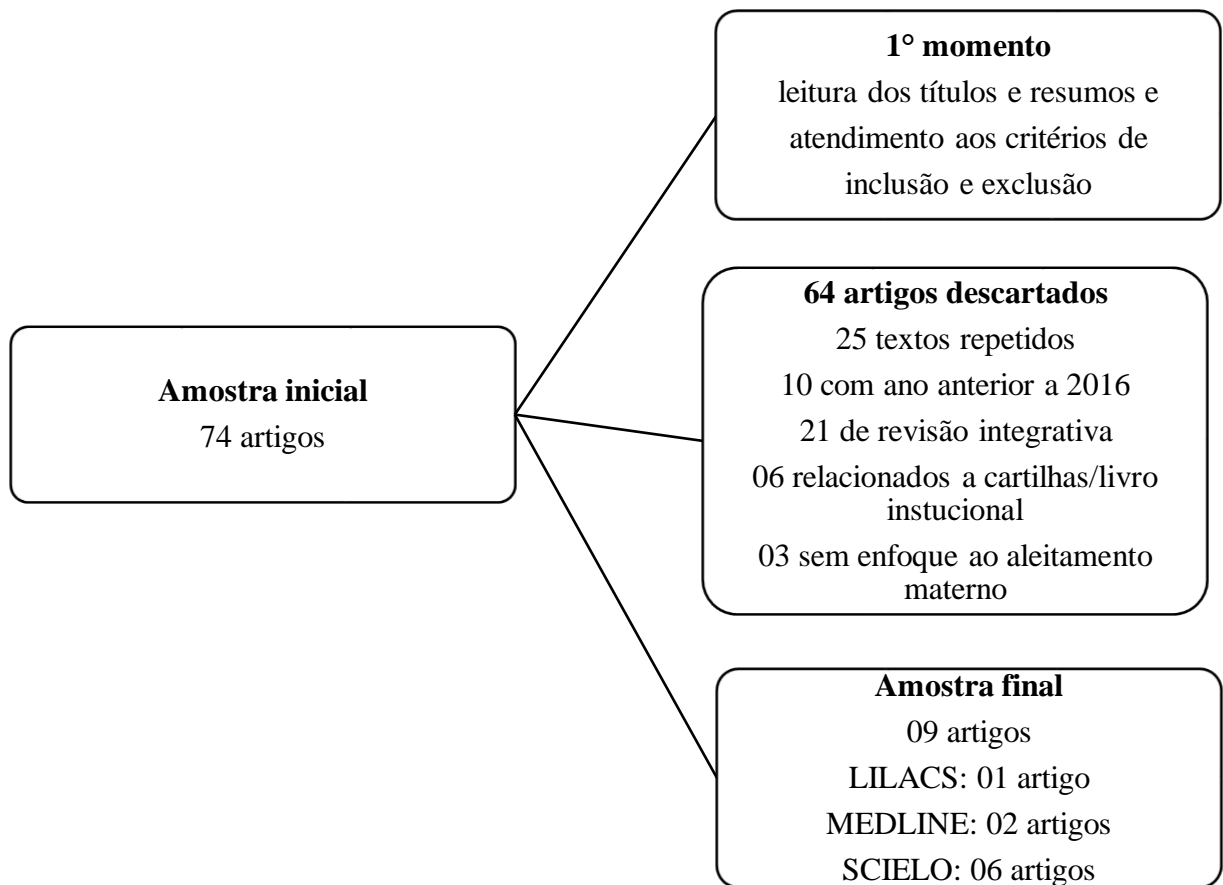 1° momento
leitura dos títulos e resumos e
atendimento aos critérios de
inclusão e exclusão
64 artigos descartados
25 textos repetidos
10 com ano anterior a 2016
21 de revisão integrativa
06 relacionados a cartilhas/livro
instucional
03 sem enfoque ao aleitamento
materno
Amostra inicial
74 artigos
Amostra final
09 artigos
LILACS: 01 artigo
MEDLINE: 02 artigos
SCIELO: 06 artigos